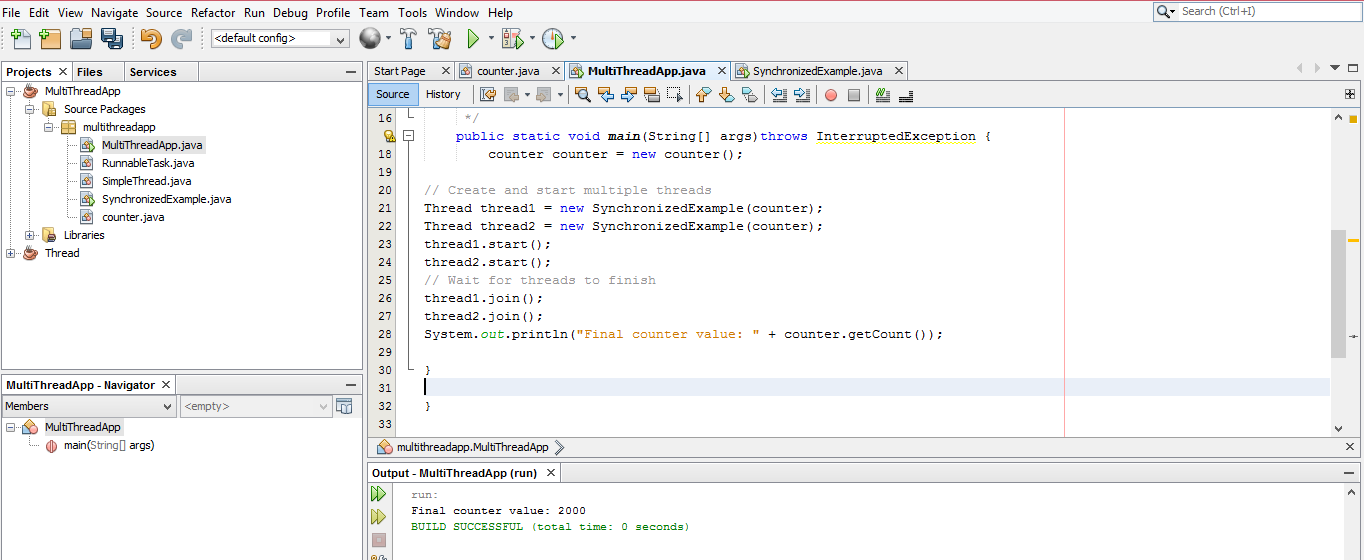 File Edit View Navigate Source Refactor Run Debug Profile Team Tools Window Help
Search (Ctrl+I)
<default config>
Projects Files Services
MultiThreadApp
Source Packages
multithreadapp
MultiThreadApp.java
RunnableTask.java
SimpleThread.java
SynchronizedExample.java
counter.java
Libraries
Thread
MultiThreadApp - Navigator
Members <empty>
MultiThreadApp
main(String[] args)
Start Page counter.java MultiThreadApp.java SynchronizedExample.java
Source History
16 */
public static void main(String[] args)throws InterruptedException {
18 counter counter = new counter();
19
20 // Create and start multiple threads
21 Thread thread1 = new SynchronizedExample(counter);
22 Thread thread2 = new SynchronizedExample(counter);
23 thread1.start();
24 thread2.start();
25 // Wait for threads to finish
26 thread1.join();
27 thread2.join();
28 System.out.println("Final counter value: " + counter.getCount());
29
30 }
31
32 }
33
multithreadapp.MultiThreadApp
Output - MultiThreadApp (run)
run:
Final counter value: 2000
BUILD SUCCESSFUL (total time: 0 seconds)